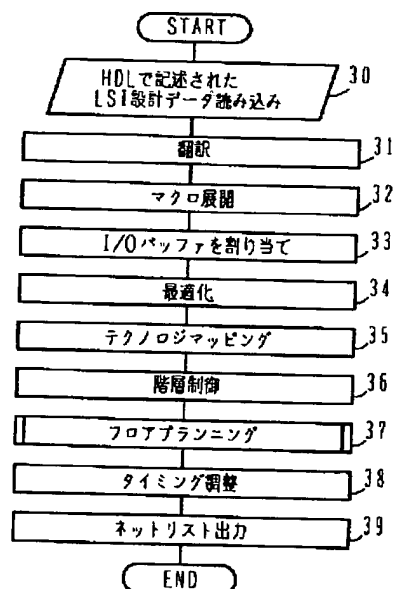 START
HDLで記述された
LSI設計データ読み込み
30
翻訳
31
マクロ展開
32
I/Oバッファを割り当て
33
最適化
34
テクノロジマッピング
35
階層制御
36
フロアプランニング
37
タイミング調整
38
ネットリスト出力
39
END